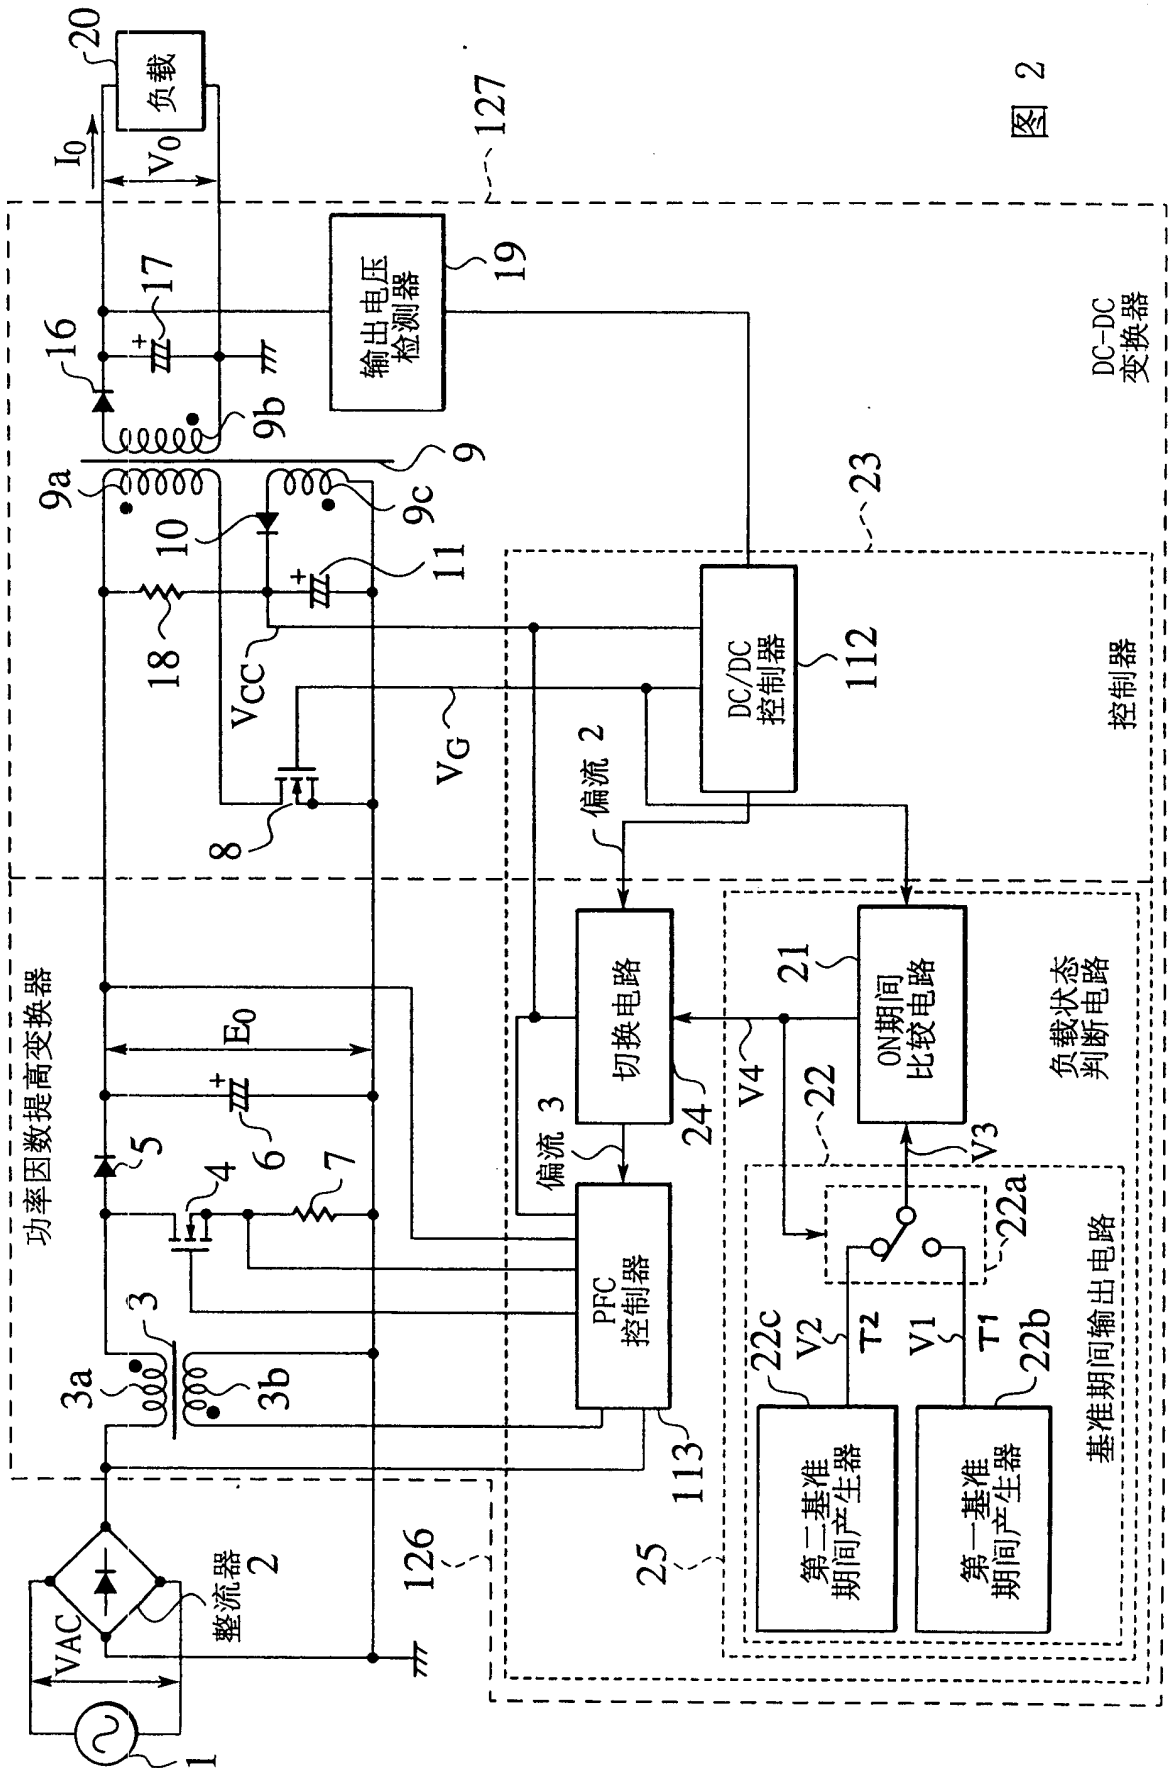 图 2
功率因数提高变换器
DC-DC
变换器
126
127
1
VAC
整流器
2
3
3a
3b
4
5
6
7
E0
8
9
9a
9b
9c
10
11
16
17
18
VCC
VG
I0
V0
20
负载
输出电压
检测器
19
23
控制器
DC/DC
控制器
112
偏流 2
切换电路
24
偏流 3
PFC
控制器
113
V4
21
ON期间
比较电路
负载状态
判断电路
25
22
V3
22a
基准期间输出电路
22c
V2
T2
第二基准
期间产生器
V1
T1
22b
第一基准
期间产生器